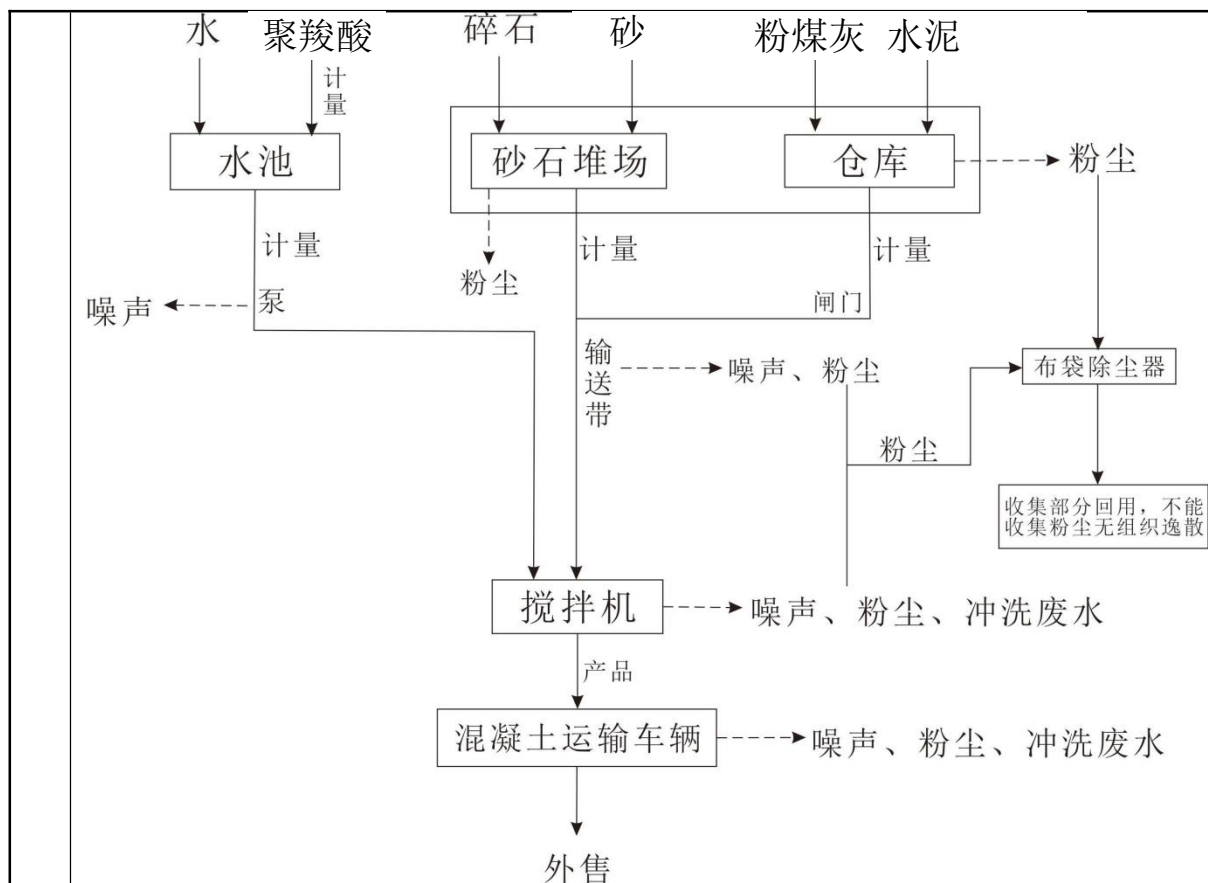 水 聚羧酸 碎石 砂 粉煤灰 水泥
计量
水池 砂石堆场 仓库 粉尘
计量 计量 计量
粉尘
噪声 泵 闸门
输送带 噪声、粉尘 布袋除尘器
粉尘
收集部分回用，不能
收集粉尘无组织逸散
搅拌机 噪声、粉尘、冲洗废水
产品
混凝土运输车辆 噪声、粉尘、冲洗废水
外售